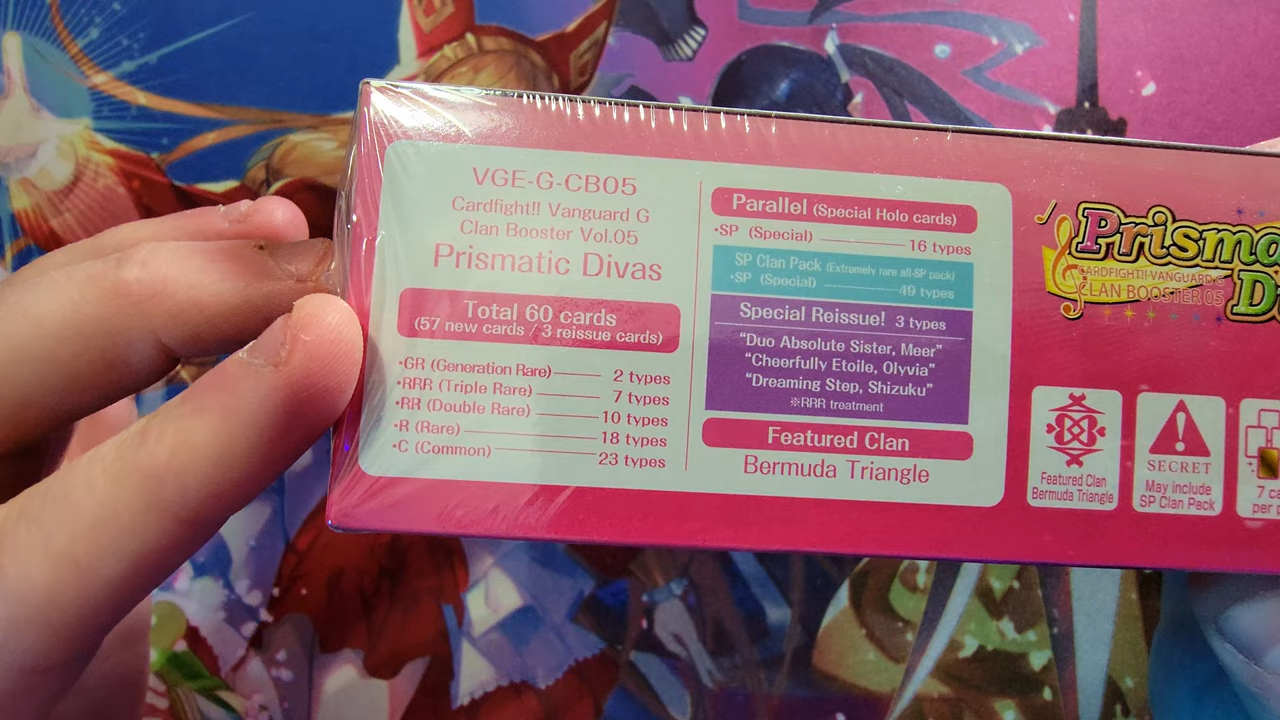 VGE-G-CB05
Cardfight!! Vanguard G
Clan Booster Vol.05
Prismatic Divas
Total 60 cards
(57 new cards / 3 reissue cards)
•GR (Generation Rare) 2 types
•RRR (Triple Rare) 7 types
•RR (Double Rare) 10 types
•R (Rare) 18 types
•C (Common) 23 types
Parallel (Special Holo cards)
•SP (Special) 16 types
SP Clan Pack (Extremely rare all-SP pack)
•SP (Special) 49 types
Special Reissue! 3 types
“Duo Absolute Sister, Meer”
“Cheerfully Etoile, Olyvia”
“Dreaming Step, Shizuku”
※RRR treatment
Featured Clan
Bermuda Triangle
Prisma
CARDFIGHT!! VANGUARD G
CLAN BOOSTER 05
D
Featured Clan
Bermuda Triangle
SECRET
May include
SP Clan Pack
7 ca
per p